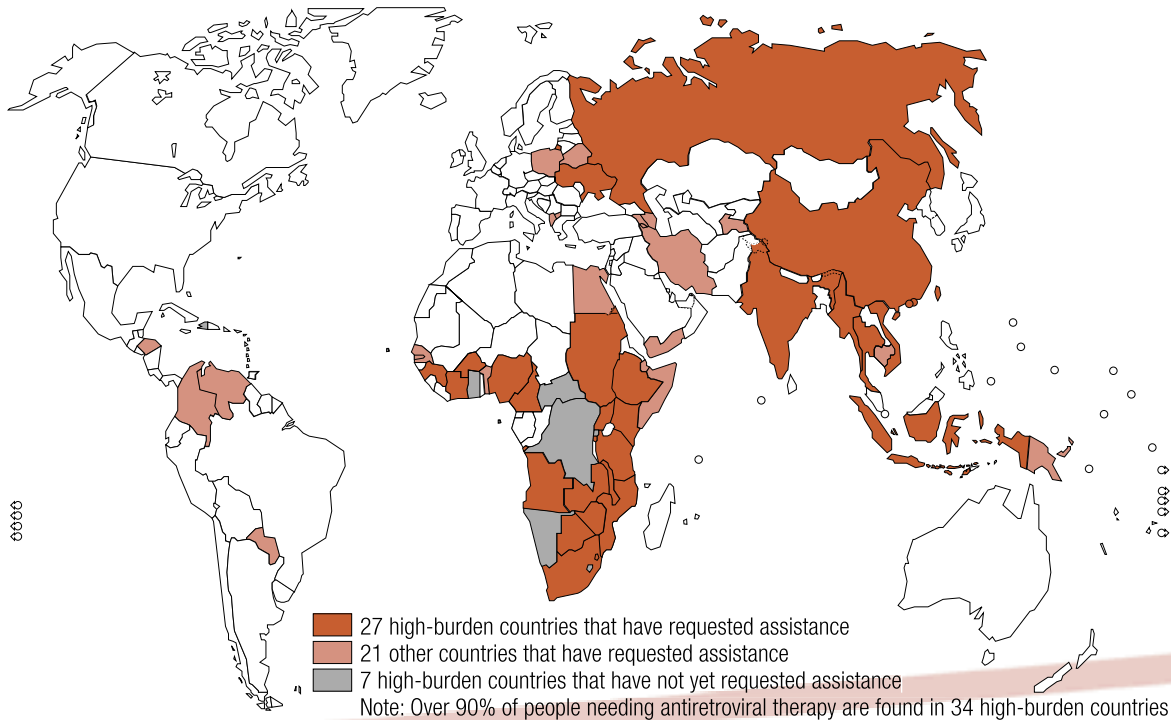 27 high-burden countries that have requested assistance
21 other countries that have requested assistance
7 high-burden countries that have not yet requested assistance
Note: Over 90% of people needing antiretroviral therapy are found in 34 high-burden countries